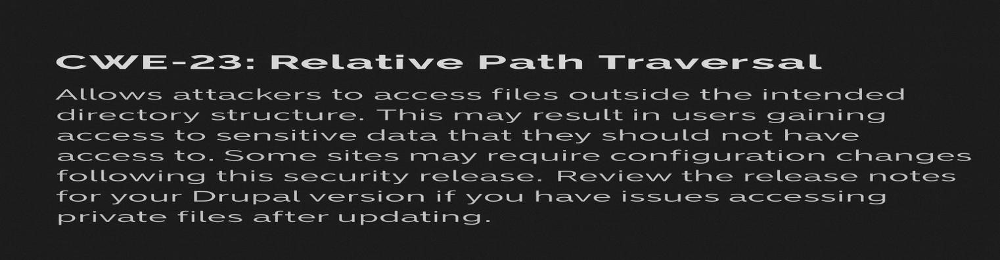 CWE-23: Relative Path Traversal
Allows attackers to access files outside the intended
directory structure. This may result in users gaining
access to sensitive data that they should not have
access to. Some sites may require configuration changes
following this security release. Review the release notes
for your Drupal version if you have issues accessing
private files after updating.